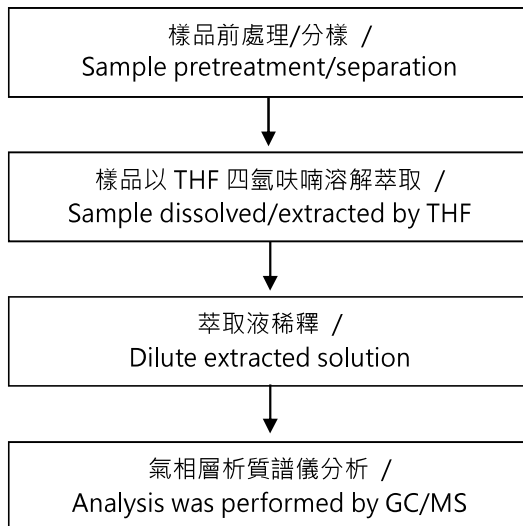 樣品前處理/分樣 /
Sample pretreatment/separation
樣品以 THF 四氫呋喃溶解萃取 /
Sample dissolved/extracted by THF
萃取液稀釋 /
Dilute extracted solution
氣相層析質譜儀分析 /
Analysis was performed by GC/MS